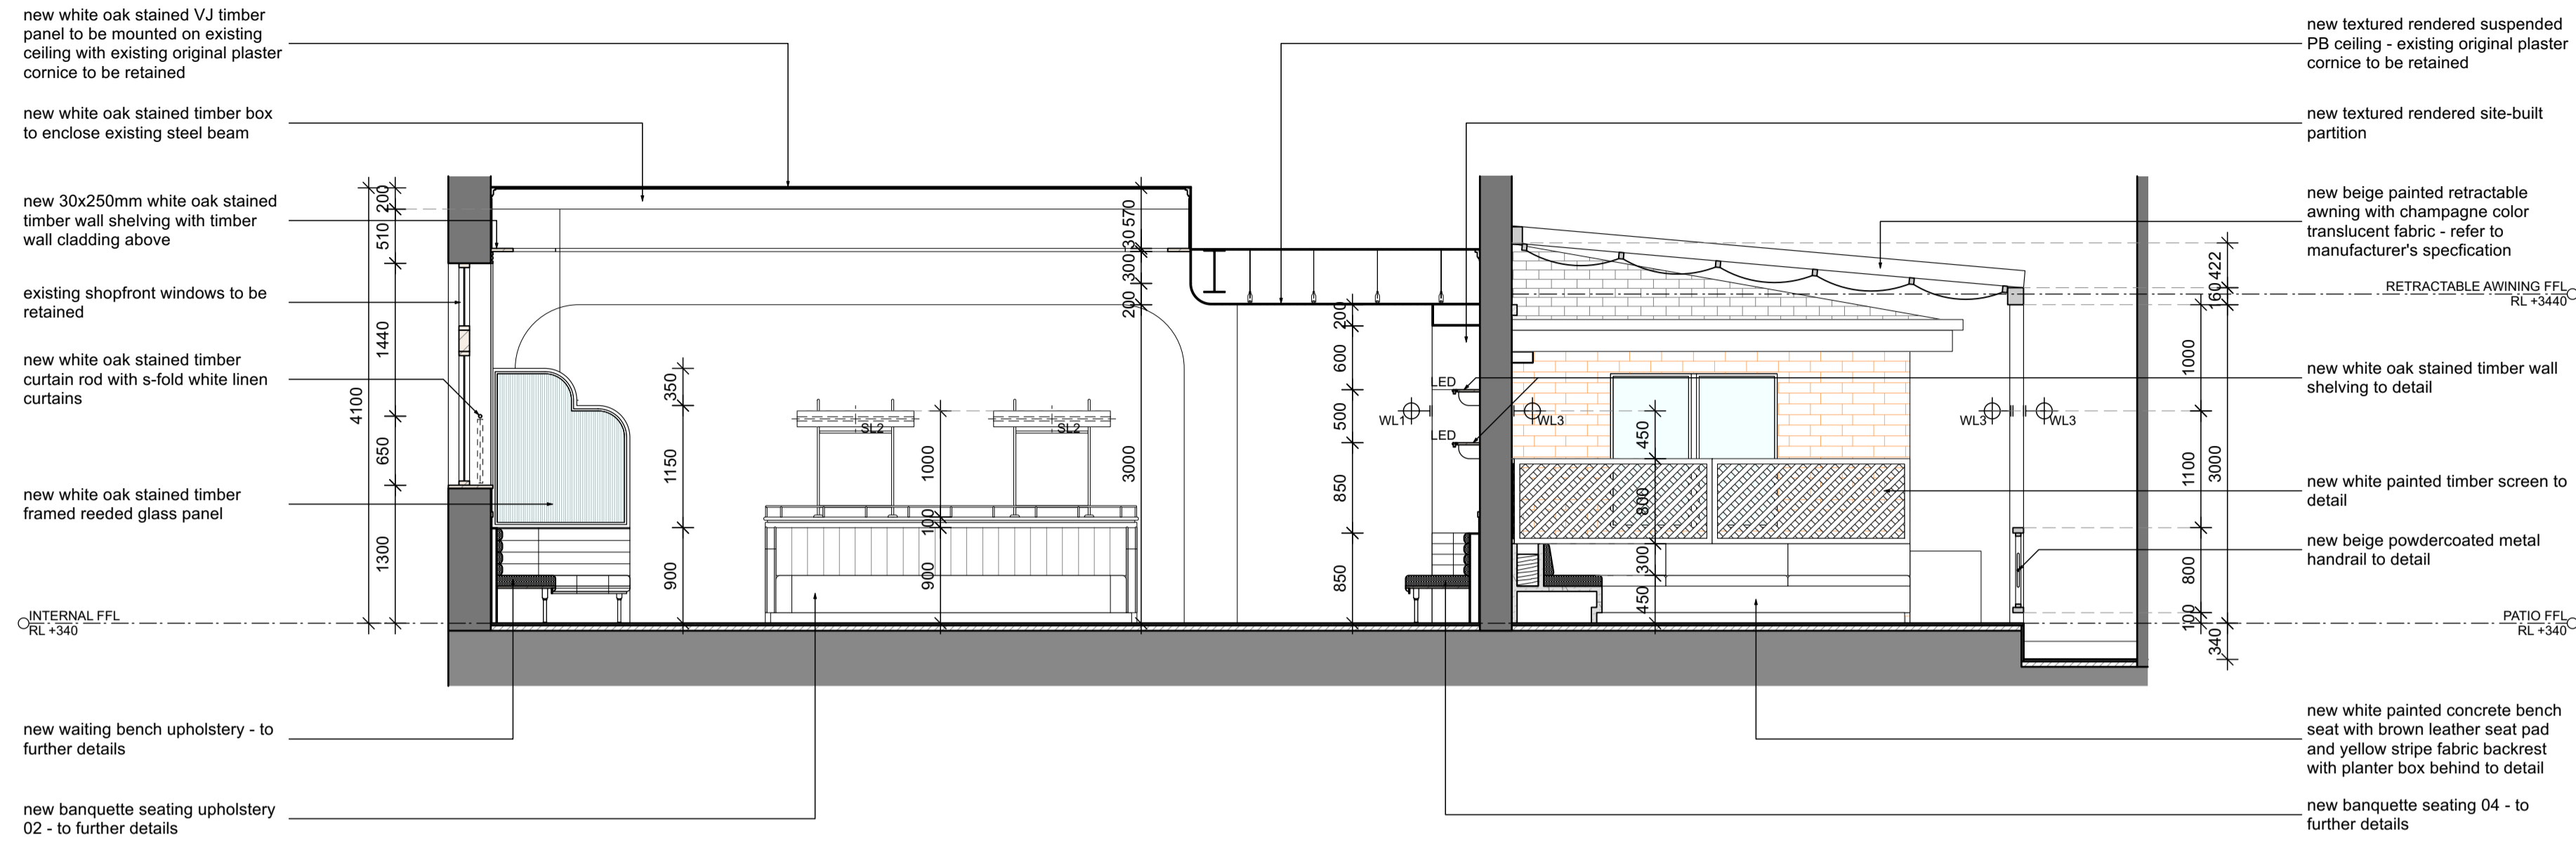 new white oak stained VJ timber
panel to be mounted on existing
ceiling with existing original plaster
cornice to be retained
new white oak stained timber box
to enclose existing steel beam
new 30x250mm white oak stained
timber wall shelving with timber
wall cladding above
existing shopfront windows to be
retained
new white oak stained timber
curtain rod with s-fold white linen
curtains
new white oak stained timber
framed reeded glass panel
INTERNAL FFL
RL +340
new waiting bench upholstery - to
further details
new banquette seating upholstery
02 - to further details
4100
200
510
1440
650
1300
350
1150
900
SL2
SL2
1000
100
900
570
30
300
200
3000
200
600
500
850
850
LED
LED
WL1
WL3
450
800
300
450
WL3
WL3
1000
1100
800
100
422
160
3000
340
new textured rendered suspended
PB ceiling - existing original plaster
cornice to be retained
new textured rendered site-built
partition
new beige painted retractable
awning with champagne color
translucent fabric - refer to
manufacturer's specfication
RETRACTABLE AWINING FFL
RL +3440
new white oak stained timber wall
shelving to detail
new white painted timber screen to
detail
new beige powdercoated metal
handrail to detail
PATIO FFL
RL +340
new white painted concrete bench
seat with brown leather seat pad
and yellow stripe fabric backrest
with planter box behind to detail
new banquette seating 04 - to
further details